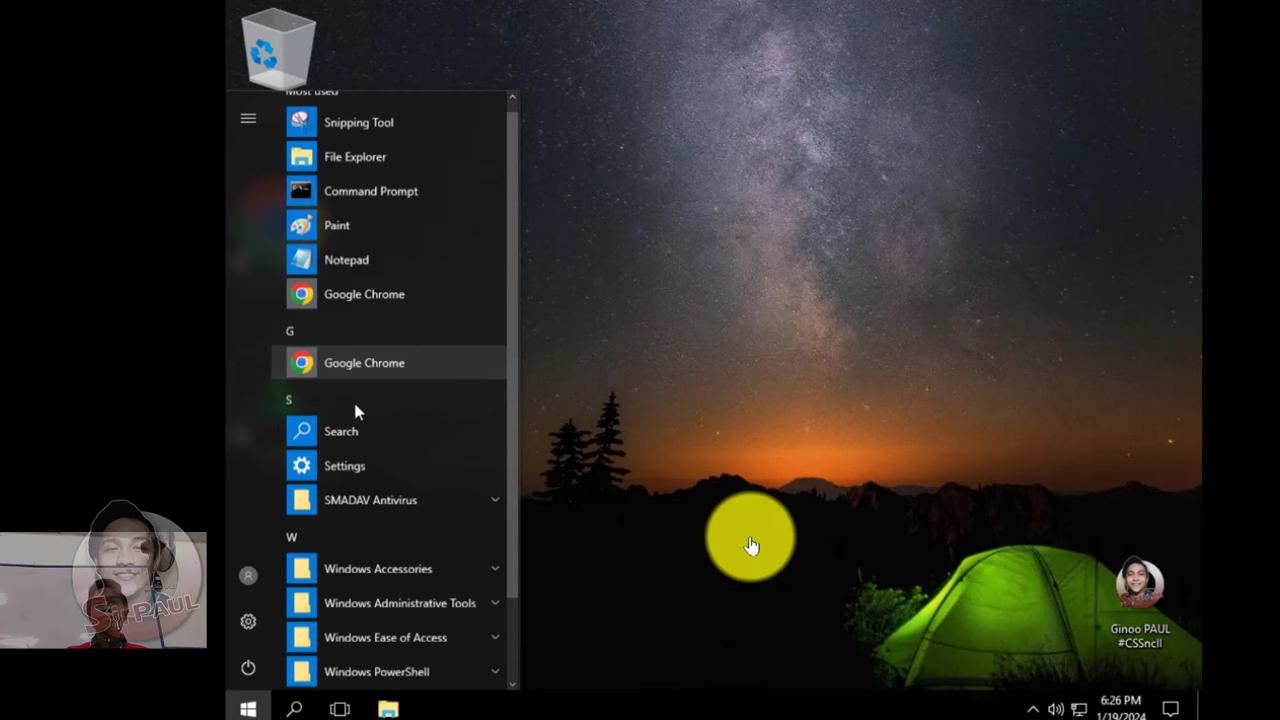 Most used
Snipping Tool
File Explorer
Command Prompt
Paint
Notepad
Google Chrome
G
Google Chrome
S
Search
Settings
SMADAV Antivirus
W
Windows Accessories
Windows Administrative Tools
Windows Ease of Access
Windows PowerShell
Ginoo PAUL
#CSSncII
6:26 PM
1/19/2024